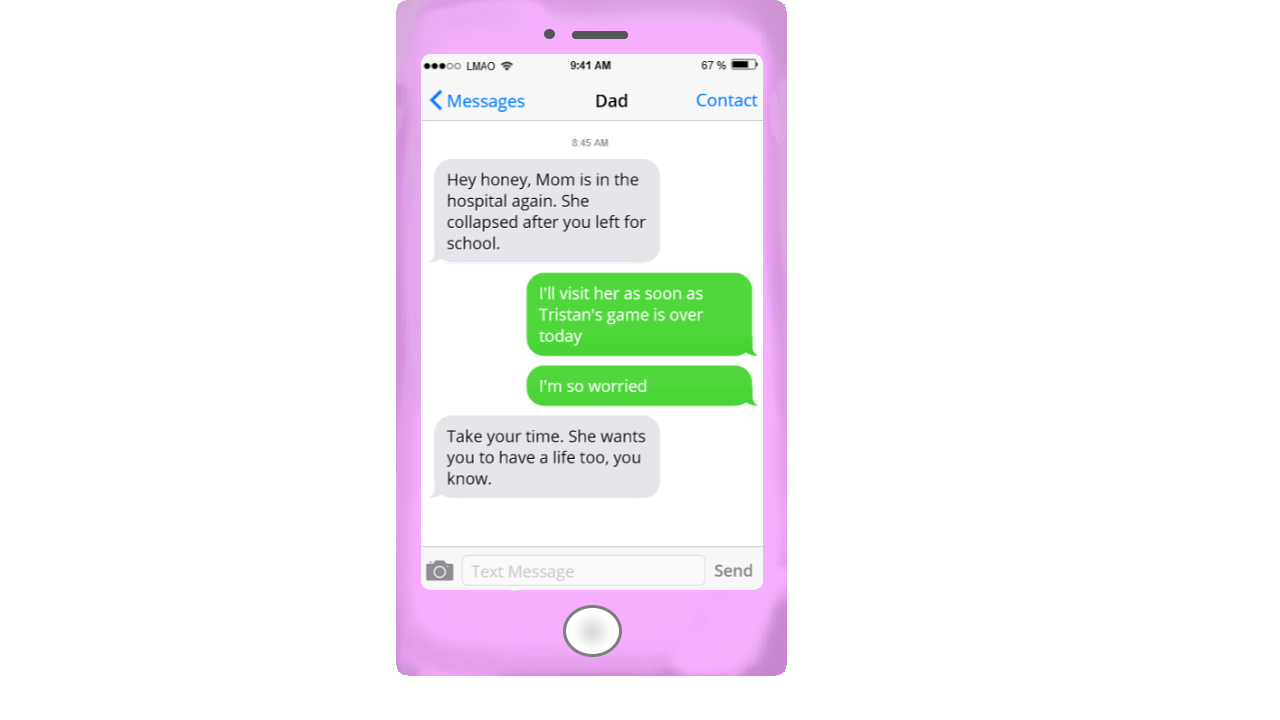 LMAO 9:41 AM 67 %
Messages Dad Contact
8:45 AM
Hey honey, Mom is in the
hospital again. She
collapsed after you left for
school.
I'll visit her as soon as
Tristan's game is over
today
I'm so worried
Take your time. She wants
you to have a life too, you
know.
Text Message Send